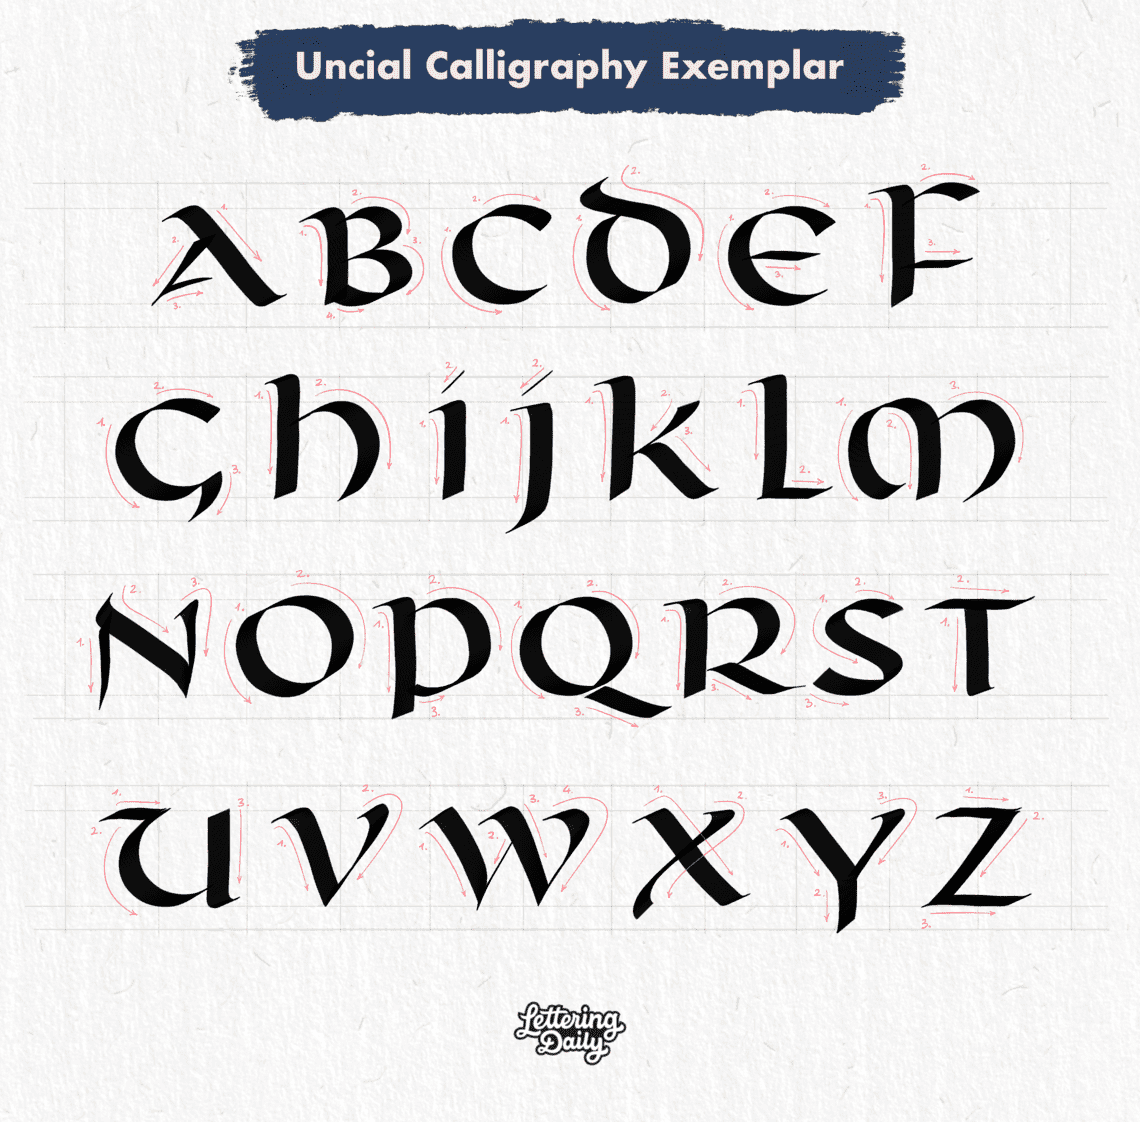 Uncial Calligraphy Exemplar
A B C D E F
G h i j k L M
N O P Q R S T
U V W X Y Z
Lettering
Daily